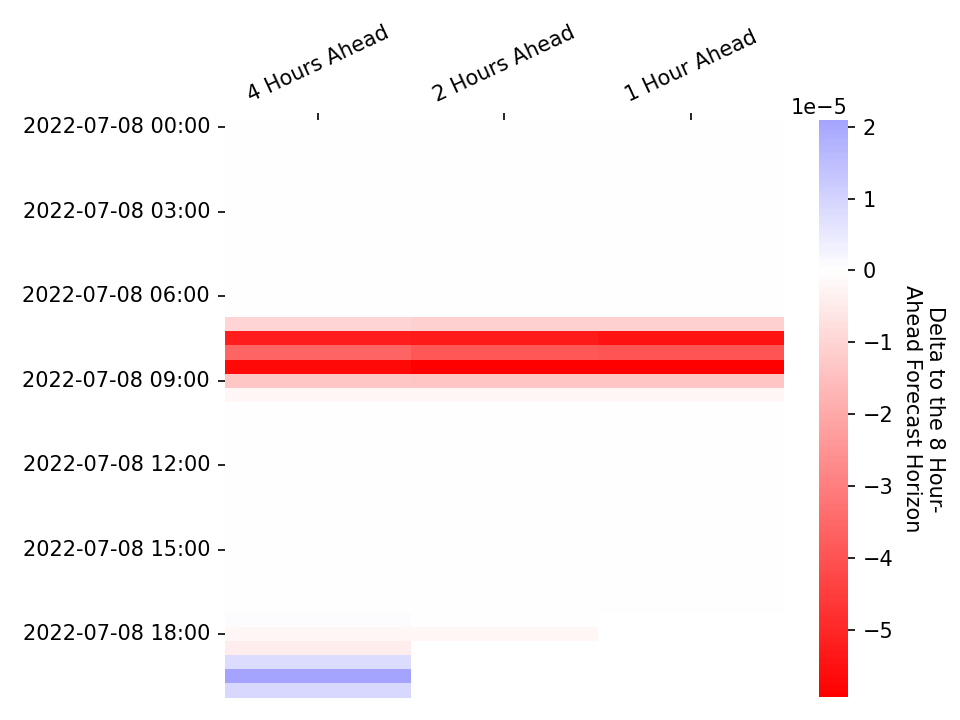 4 Hours Ahead
2 Hours Ahead
1 Hour Ahead
1e−5
2022-07-08 00:00
2022-07-08 03:00
2022-07-08 06:00
2022-07-08 09:00
2022-07-08 12:00
2022-07-08 15:00
2022-07-08 18:00
2
1
0
−1
−2
−3
−4
−5
Delta to the 8 Hour-
Ahead Forecast Horizon